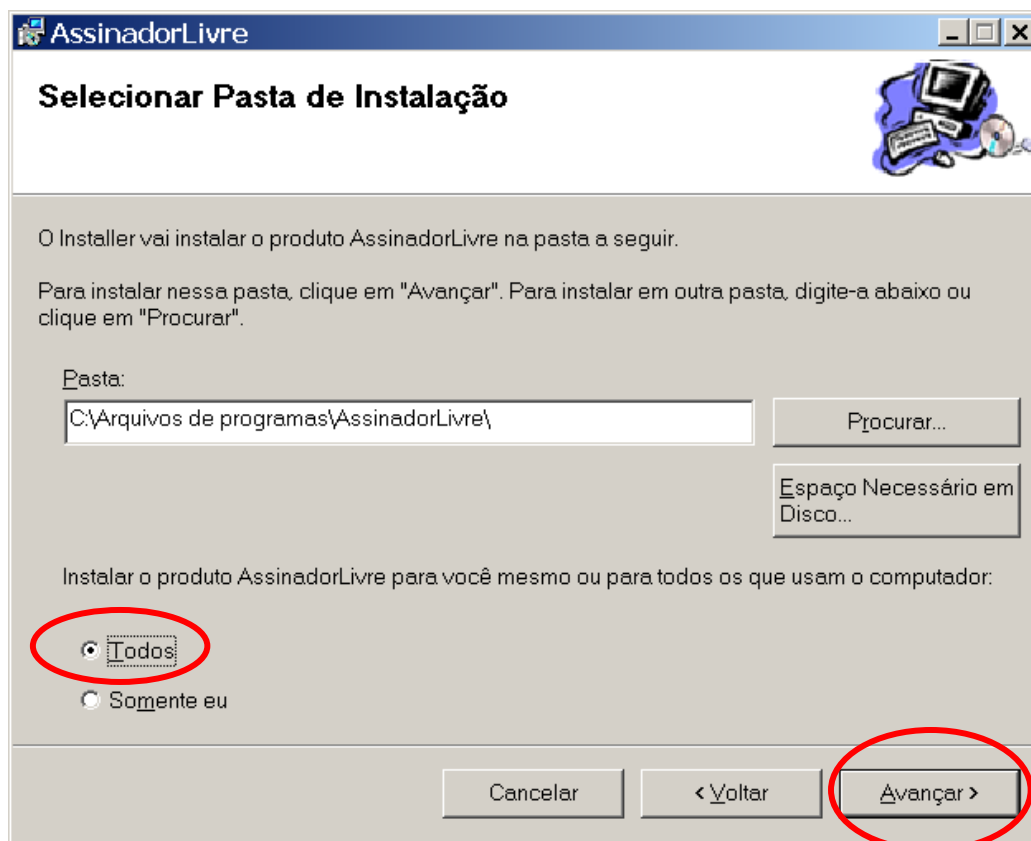 AssinadorLivre
Selecionar Pasta de Instalação
O Installer vai instalar o produto AssinadorLivre na pasta a seguir.
Para instalar nessa pasta, clique em "Avançar". Para instalar em outra pasta, digite-a abaixo ou
clique em "Procurar".
Pasta:
C:\Arquivos de programas\AssinadorLivre\
Procurar...
Espaço Necessário em
Disco...
Instalar o produto AssinadorLivre para você mesmo ou para todos os que usam o computador:
Todos
Somente eu
Cancelar
< Voltar
Avançar >